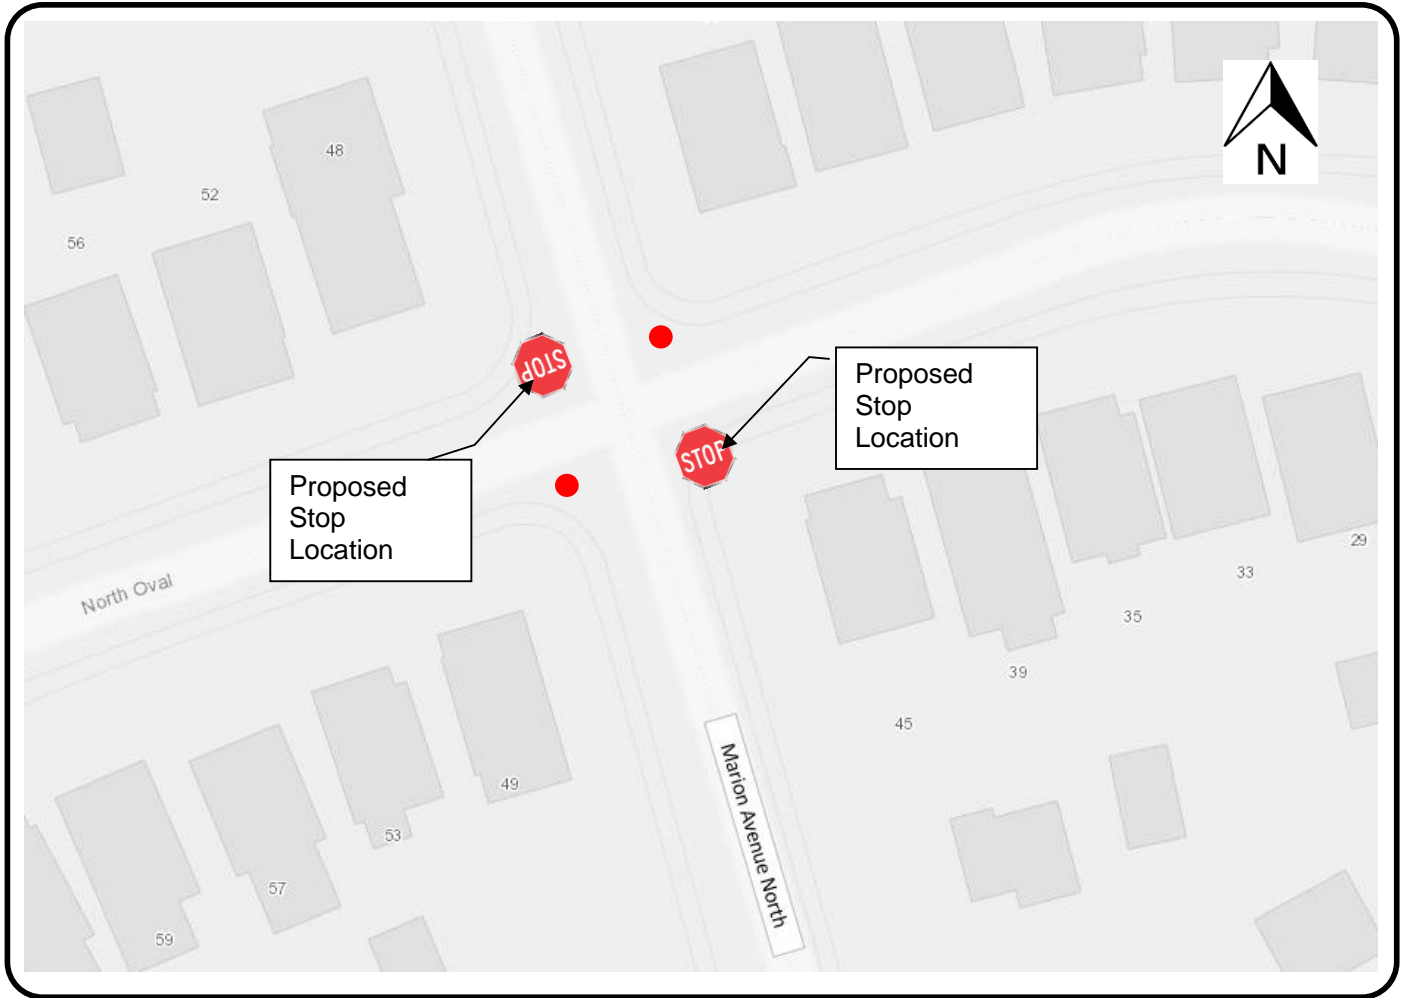 N
48
52
56
STOP
Proposed
Stop
Location
STOP
Proposed
Stop
Location
North Oval
29
33
35
39
45
49
53
57
59
Marion Avenue North